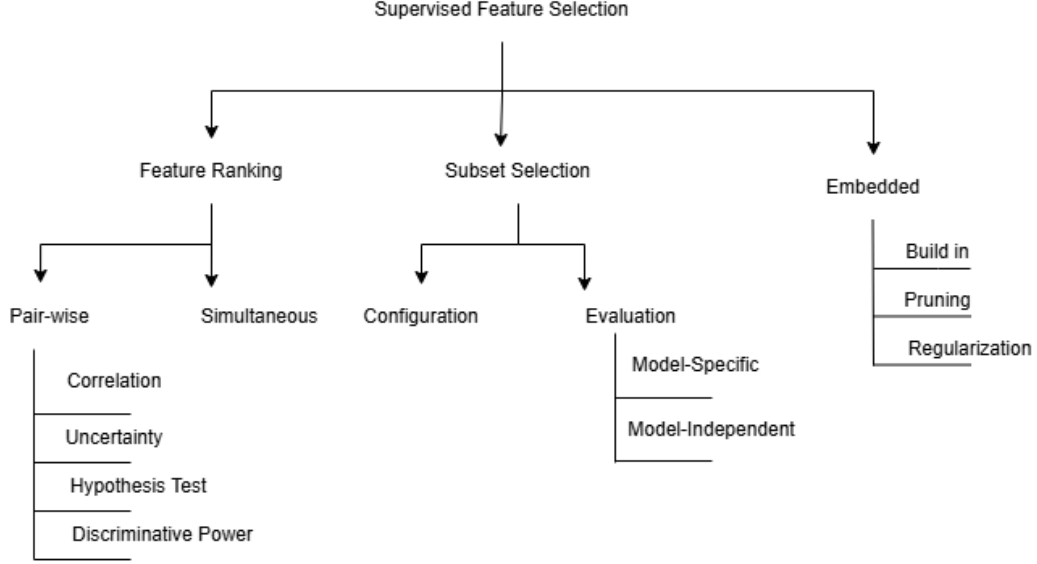 Supervised Feature Selection
Feature Ranking
Subset Selection
Embedded
Build in
Pruning
Regularization
Pair-wise
Simultaneous
Configuration
Evaluation
Correlation
Uncertainty
Hypothesis Test
Discriminative Power
Model-Specific
Model-Independent